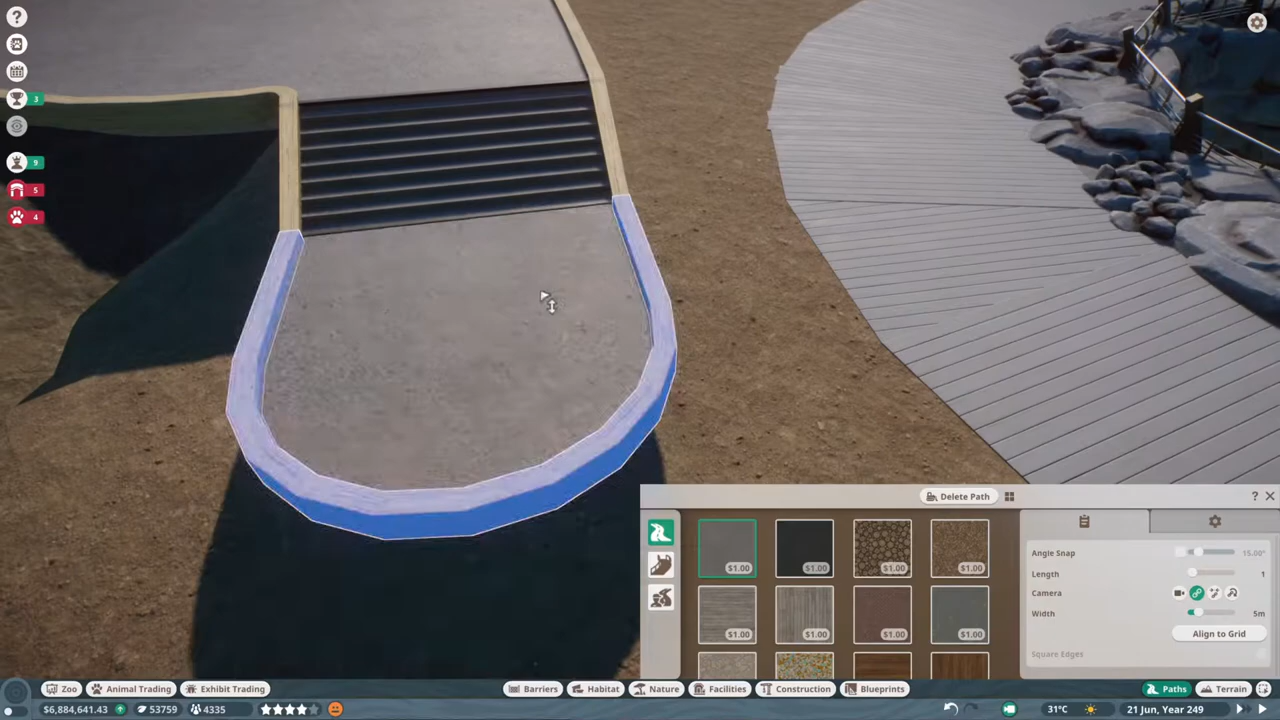 ?
3
9
5
4
Delete Path
? ×
$1.00 $1.00 $1.00 $1.00
$1.00 $1.00 $1.00 $1.00
Angle Snap 15.00°
Length 1
Camera
Width 5m
Align to Grid
Square Edges
Zoo Animal Trading Exhibit Trading Barriers Habitat Nature Facilities Construction Blueprints Paths Terrain
$6,884,641.43 53759 4335 31°C 21 Jun, Year 249